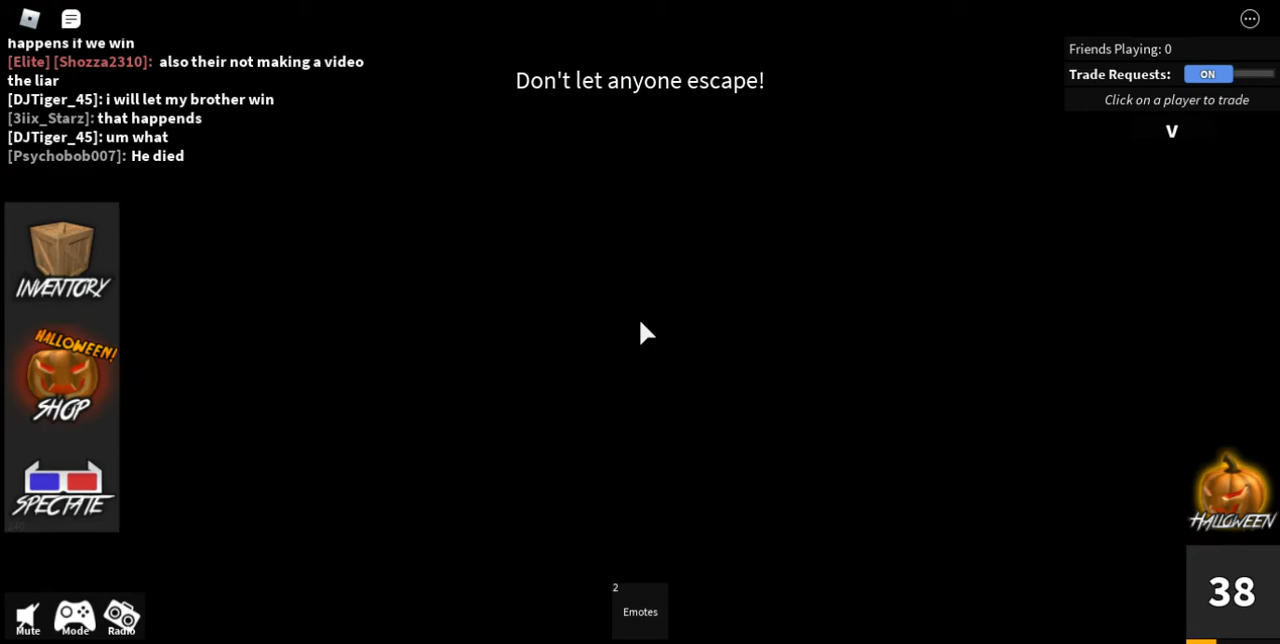 happens if we win
[Elite] [Shozza2310]: also their not making a video
the liar
[DJTiger_45]: i will let my brother win
[3iix_Starz]: that happends
[DJTiger_45]: um what
[Psychobob007]: He died
Don't let anyone escape!
Friends Playing: 0
Trade Requests: ON
Click on a player to trade
V
INVENTORY
HALLOWEEN!
SHOP
SPECTATE
HALLOWEEN
38
2
Emotes
Mute
Mode
Radio